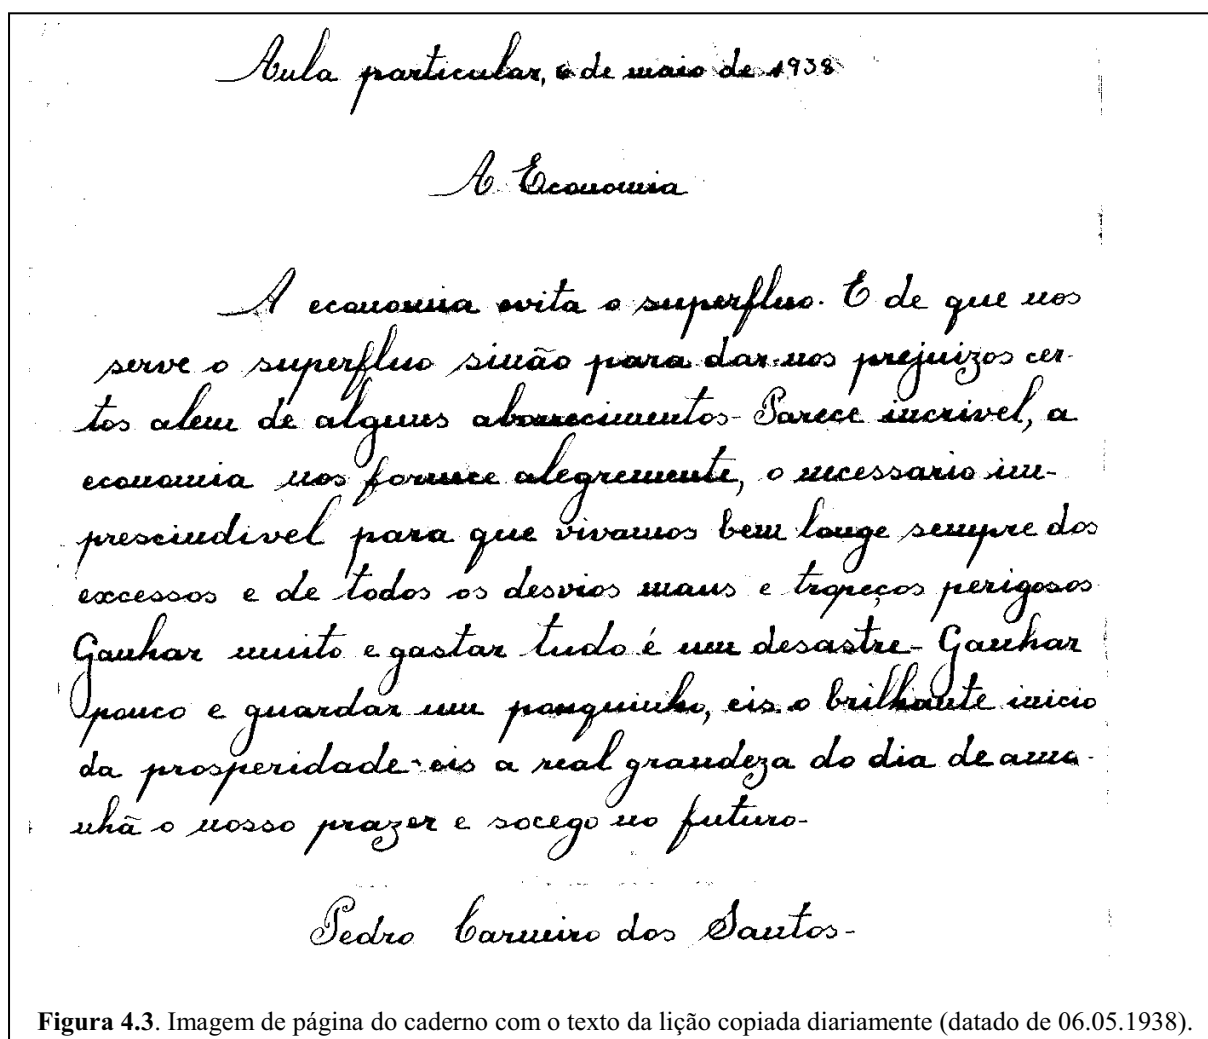 Aula particular, 6 de maio de 1938
A Economia
A economia evita o superfluo. E de que nos
serve o superfluo sinão para dar-nos prejuizos cer-
tos alem de alguns aborrecimentos- Parece incrivel, a
economia nos fornece alegremente, o necessario im-
prescindivel para que vivamos bem longe sempre dos
excessos e de todos os desvios maus e tropeços perigosos
Ganhar muito e gastar tudo é um desastre- Ganhar
pouco e guardar um pouquinho, eis o brilhante inicio
da prosperidade-eis a real grandeza do dia de ama-
nhã o nosso prazer e socego no futuro-
Pedro Carneiro dos Santos-
Figura 4.3. Imagem de página do caderno com o texto da lição copiada diariamente (datado de 06.05.1938).